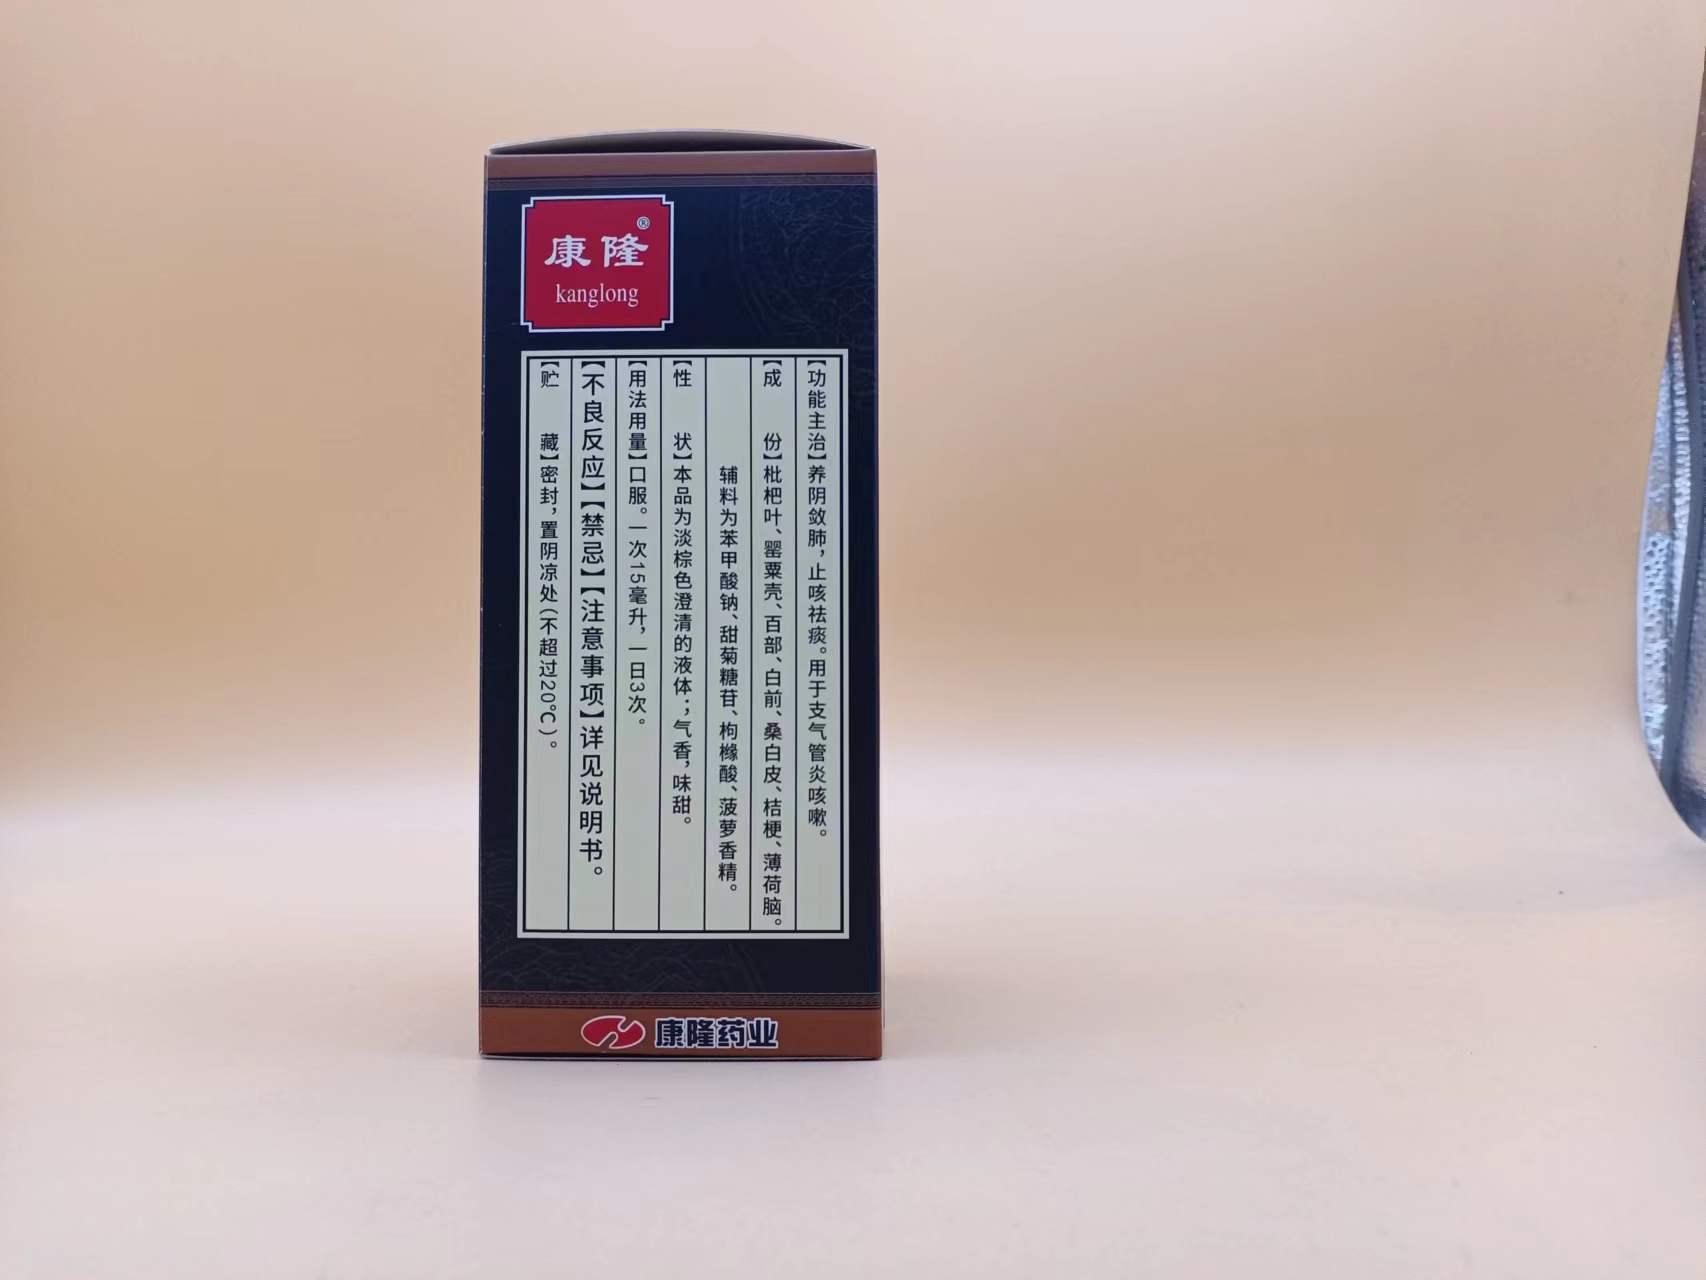 康隆®
kanglong
【功能主治】养阴敛肺，止咳祛痰。用于支气管炎咳嗽。
【成 份】枇杷叶、罂粟壳、百部、白前、桑白皮、桔梗、薄荷脑。
辅料为苯甲酸钠、甜菊糖苷、枸橼酸、菠萝香精。
【性 状】本品为淡棕色澄清的液体；气香，味甜。
【用法用量】口服。一次15毫升，一日3次。
【不良反应】【禁忌】【注意事项】详见说明书。
【贮 藏】密封，置阴凉处（不超过20℃）。
康隆药业